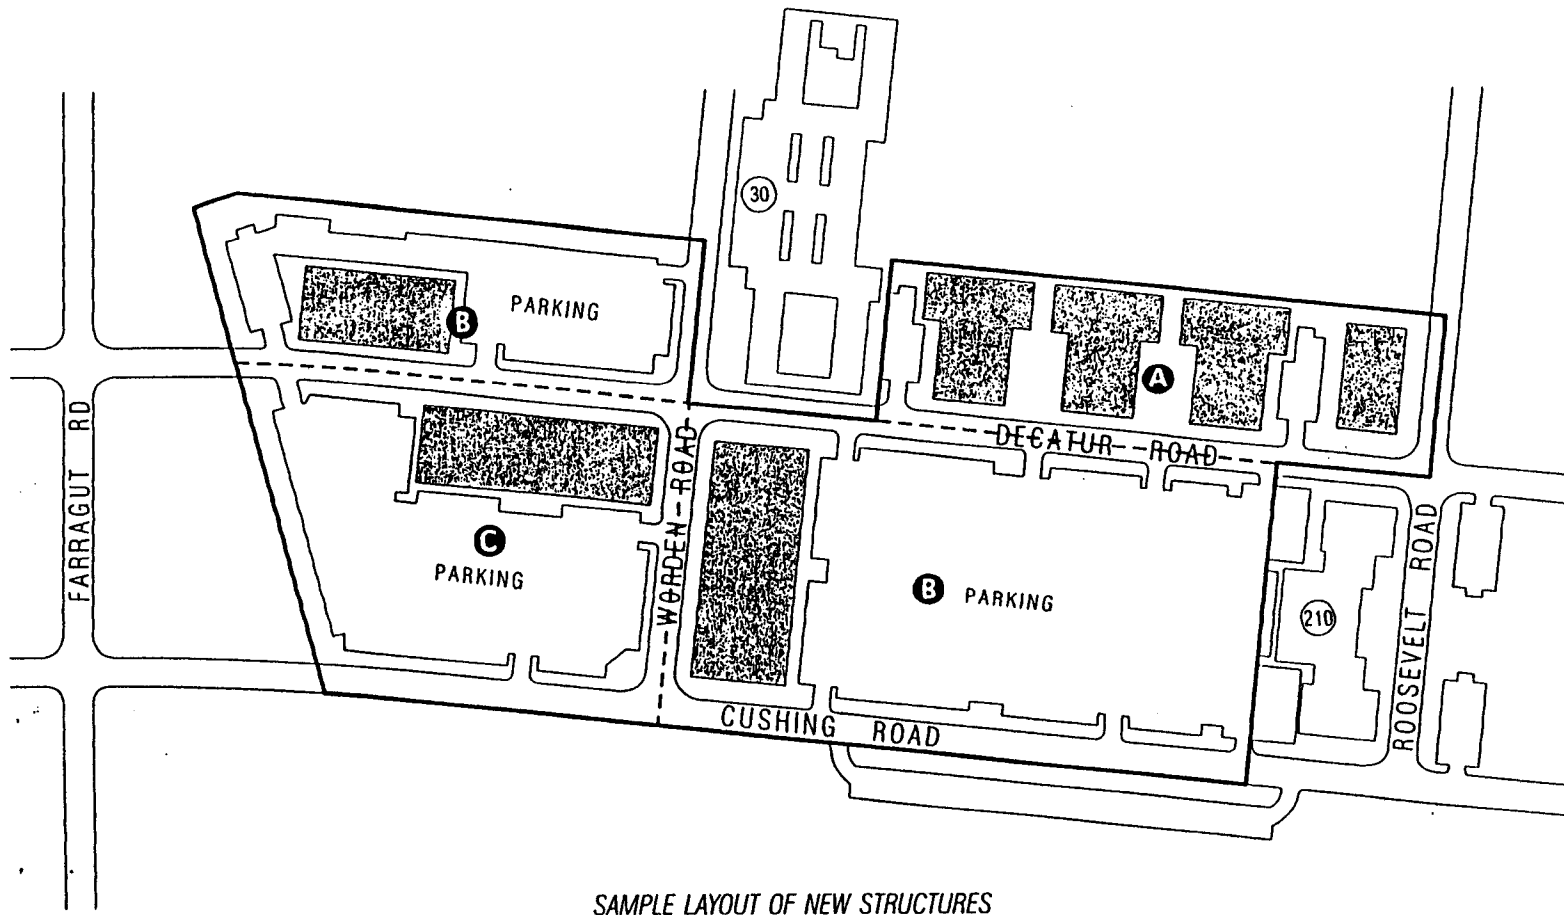 30
B
PARKING
A
DECATUR ROAD
FARRAGUT RD
WORDEN ROAD
C
PARKING
B
PARKING
210
ROOSEVELT ROAD
CUSHING ROAD
SAMPLE LAYOUT OF NEW STRUCTURES